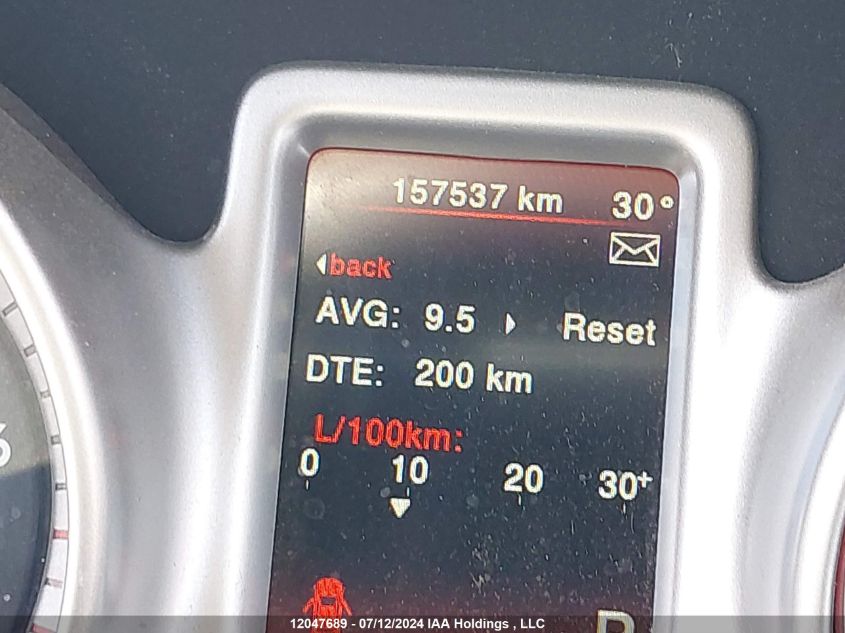 157537 km 30°
back
AVG: 9.5 Reset
DTE: 200 km
L/100km:
0 10 20 30+
12047689 - 07/12/2024 IAA Holdings , LLC